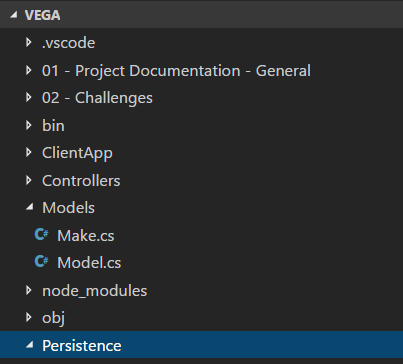 VEGA
.vscode
01 - Project Documentation - General
02 - Challenges
bin
ClientApp
Controllers
Models
C# Make.cs
C# Model.cs
node_modules
obj
Persistence